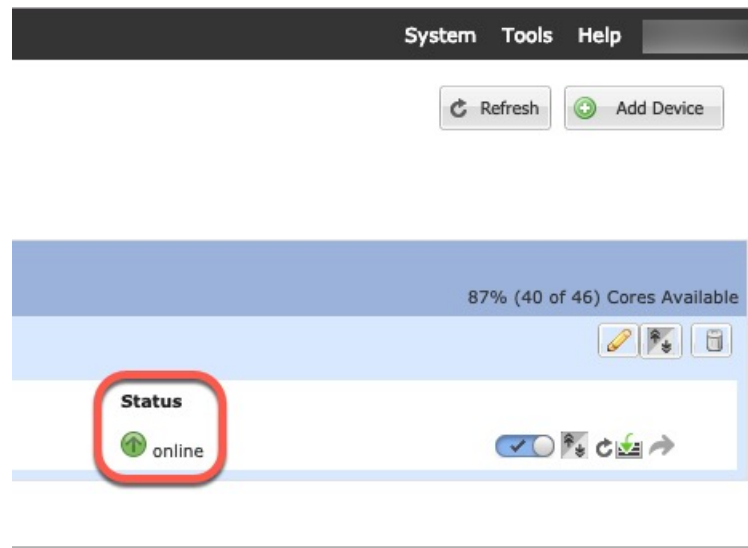 System Tools Help
Refresh Add Device
87% (40 of 46) Cores Available
Status
online